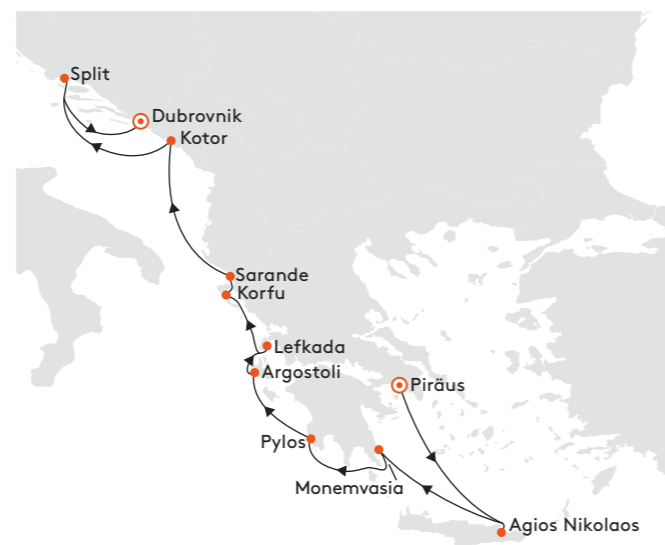 Split
Dubrovnik
Kotor
Sarande
Korfu
Lefkada
Argostoli
Piräus
Pylos
Monemvasia
Agios Nikolaos